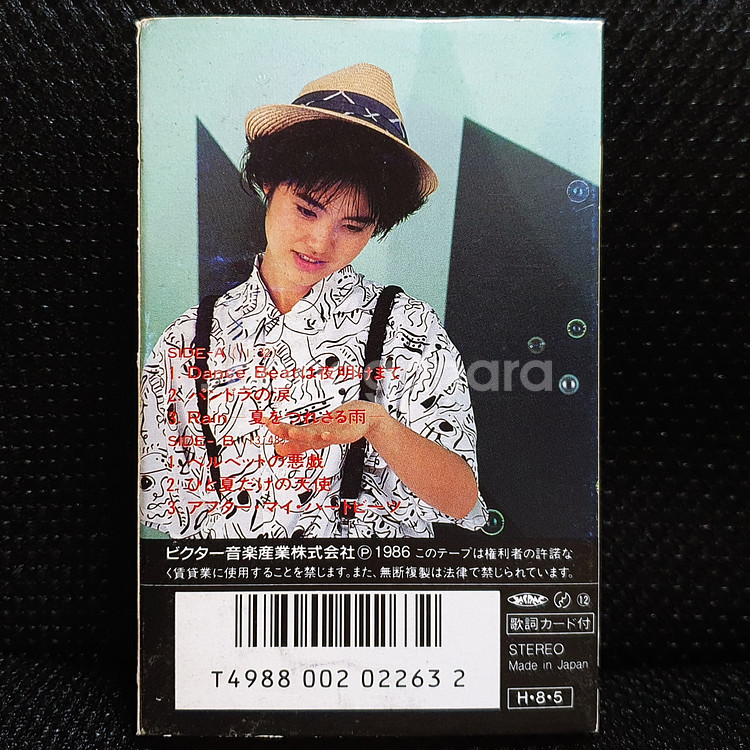 SIDE-A
1. Dance Beatは夜明けまで
2. パンドラの涙
3. Rain 夏をつれさる雨
SIDE-B
1. ベルベットの悪戯
2. ひと夏だけの天使
3. アフター・マイ・ハートビーツ
ビクター音楽産業株式会社Ⓟ1986 このテープは権利者の許諾な
く賃貸業に使用することを禁じます。また、無断複製は法律で禁じられています。
⑫
歌詞カード付
STEREO
Made in Japan
T4988 002 02263 2
H・8・5